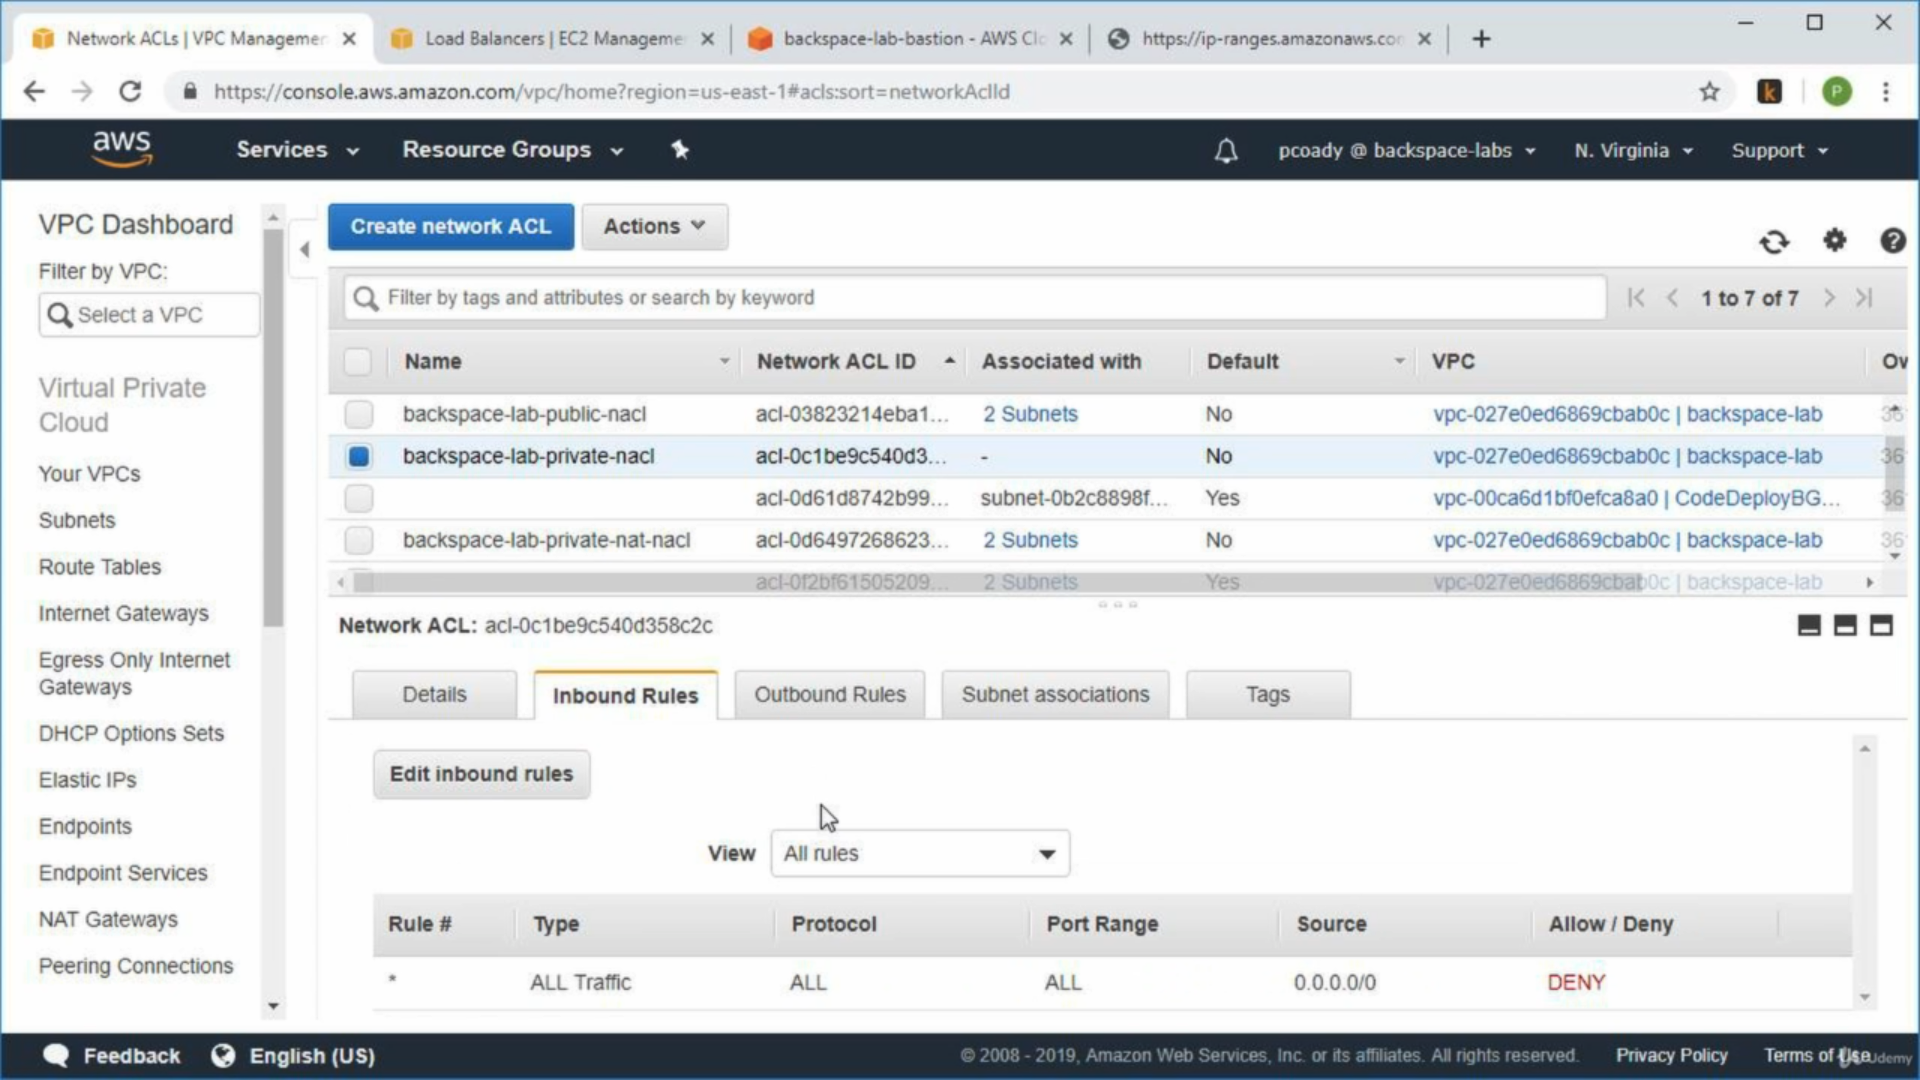 Network ACLs | VPC Managemen
Load Balancers | EC2 Manageme
backspace-lab-bastion - AWS Clo
https://ip-ranges.amazonaws.co
https://console.aws.amazon.com/vpc/home?region=us-east-1#acls:sort=networkAclId
k
P
aws
Services
Resource Groups
pcoady @ backspace-labs
N. Virginia
Support
VPC Dashboard
Filter by VPC:
Select a VPC
Virtual Private
Cloud
Your VPCs
Subnets
Route Tables
Internet Gateways
Egress Only Internet
Gateways
DHCP Options Sets
Elastic IPs
Endpoints
Endpoint Services
NAT Gateways
Peering Connections
Create network ACL
Actions
Filter by tags and attributes or search by keyword
1 to 7 of 7
Name Network ACL ID Associated with Default VPC Ow
backspace-lab-public-nacl acl-03823214eba1... 2 Subnets No vpc-027e0ed6869cbab0c | backspace-lab 36
backspace-lab-private-nacl acl-0c1be9c540d3... - No vpc-027e0ed6869cbab0c | backspace-lab 36
acl-0d61d8742b99... subnet-0b2c8898f... Yes vpc-00ca6d1bf0efca8a0 | CodeDeployBG... 36
backspace-lab-private-nat-nacl acl-0d6497268623... 2 Subnets No vpc-027e0ed6869cbab0c | backspace-lab 36
acl-0f2bf61505209... 2 Subnets Yes vpc-027e0ed6869cbab0c | backspace-lab
Network ACL: acl-0c1be9c540d358c2c
Details
Inbound Rules
Outbound Rules
Subnet associations
Tags
Edit inbound rules
View All rules
Rule # Type Protocol Port Range Source Allow / Deny
* ALL Traffic ALL ALL 0.0.0.0/0 DENY
Feedback
English (US)
© 2008 - 2019, Amazon Web Services, Inc. or its affiliates. All rights reserved.
Privacy Policy
Terms of Use
Udemy